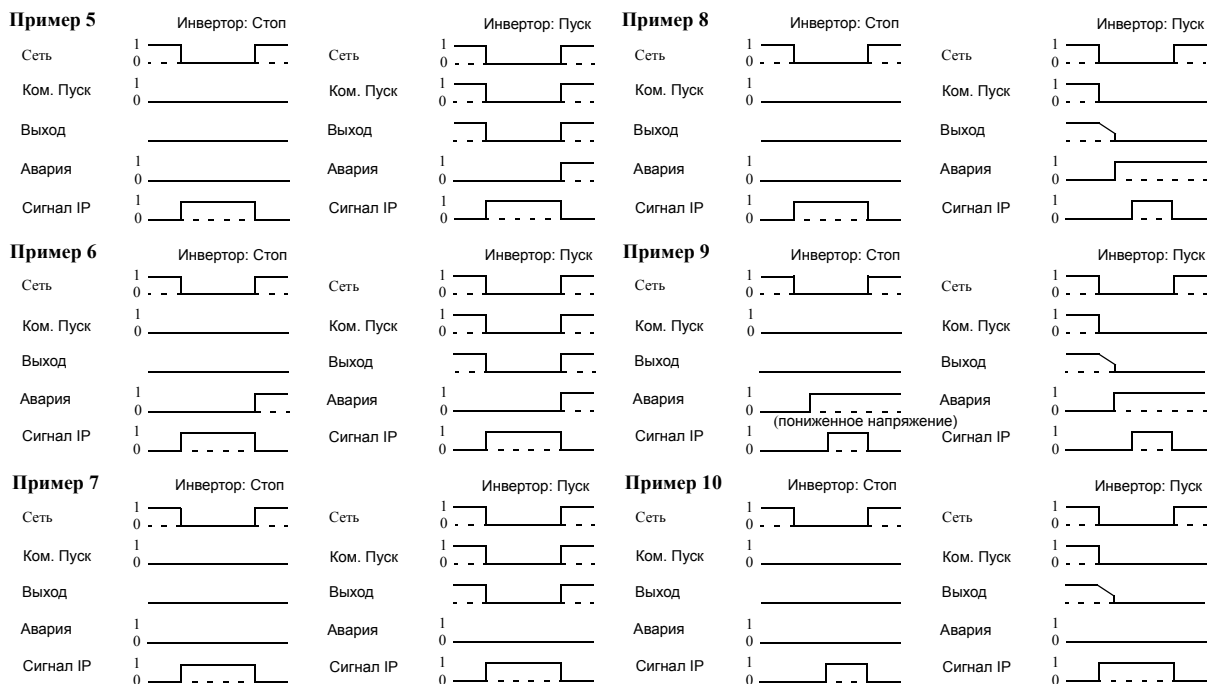 Пример 5
Инвертор: Стоп
Сеть 1 0
Ком. Пуск 1 0
Выход
Авария 1 0
Сигнал IP 1 0
Инвертор: Пуск
Сеть 1 0
Ком. Пуск 1 0
Выход
Авария 1 0
Сигнал IP 1 0
Пример 8
Инвертор: Стоп
Сеть 1 0
Ком. Пуск 1 0
Выход
Авария 1 0
Сигнал IP 1 0
Инвертор: Пуск
Сеть 1 0
Ком. Пуск 1 0
Выход
Авария 1 0
Сигнал IP 1 0
Пример 6
Инвертор: Стоп
Сеть 1 0
Ком. Пуск 1 0
Выход
Авария 1 0
Сигнал IP 1 0
Инвертор: Пуск
Сеть 1 0
Ком. Пуск 1 0
Выход
Авария 1 0
Сигнал IP 1 0
Пример 9
Инвертор: Стоп
Сеть 1 0
Ком. Пуск 1 0
Выход
Авария 1 0
(пониженное напряжение)
Сигнал IP 1 0
Инвертор: Пуск
Сеть 1 0
Ком. Пуск 1 0
Выход
Авария 1 0
Сигнал IP 1 0
Пример 7
Инвертор: Стоп
Сеть 1 0
Ком. Пуск 1 0
Выход
Авария 1 0
Сигнал IP 1 0
Инвертор: Пуск
Сеть 1 0
Ком. Пуск 1 0
Выход
Авария 1 0
Сигнал IP 1 0
Пример 10
Инвертор: Стоп
Сеть 1 0
Ком. Пуск 1 0
Выход
Авария 1 0
Сигнал IP 1 0
Инвертор: Пуск
Сеть 1 0
Ком. Пуск 1 0
Выход
Авария 1 0
Сигнал IP 1 0